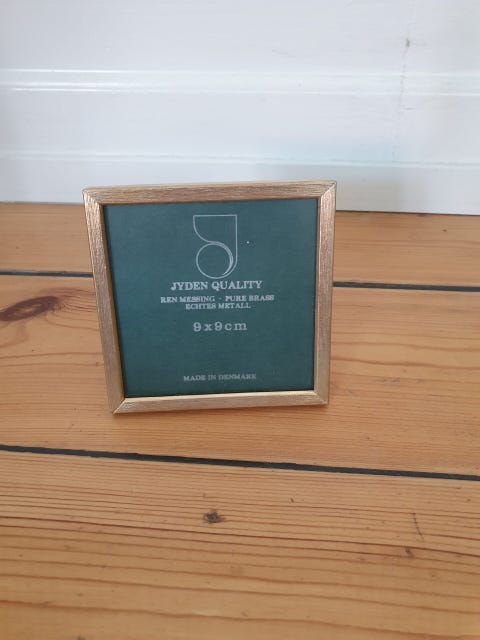 JYDEN QUALITY
REN MESSING - PURE BRASS
ECHTES METALL
9x9cm
MADE IN DENMARK